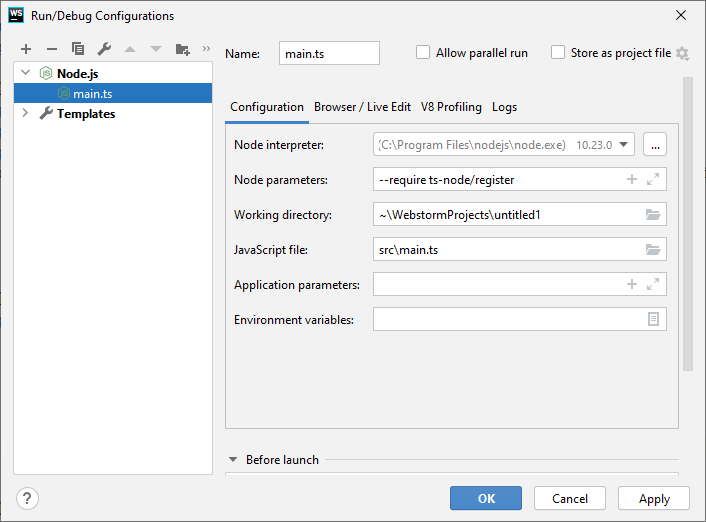 WS Run/Debug Configurations
Name: main.ts Allow parallel run Store as project file
Node.js
main.ts
Templates
Configuration Browser / Live Edit V8 Profiling Logs
Node interpreter: (C:\Program Files\nodejs\node.exe) 10.23.0 ...
Node parameters: --require ts-node/register
Working directory: ~\WebstormProjects\untitled1
JavaScript file: src\main.ts
Application parameters:
Environment variables:
Before launch
? OK Cancel Apply